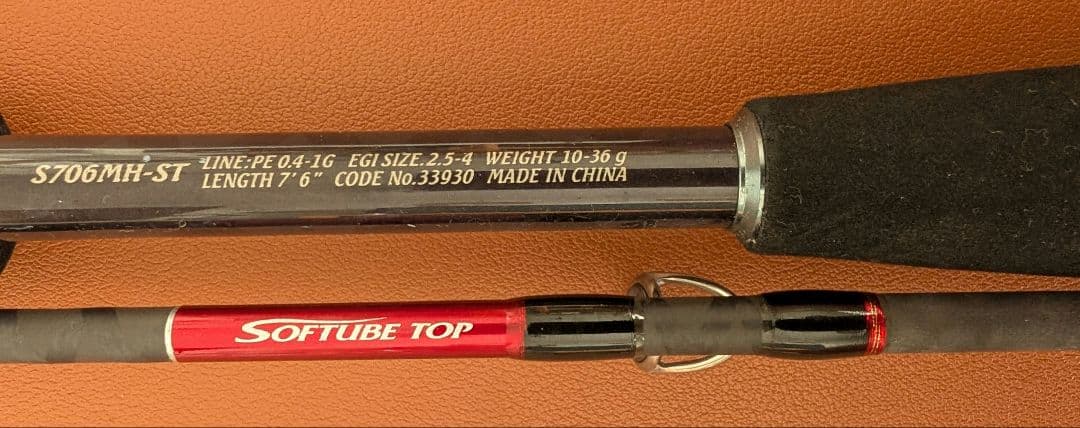 S706MH-ST
LINE:PE 0.4-1G EGI SIZE.2.5-4 WEIGHT 10-36 g
LENGTH 7'6" CODE No.33930 MADE IN CHINA
SOFTUBE TOP